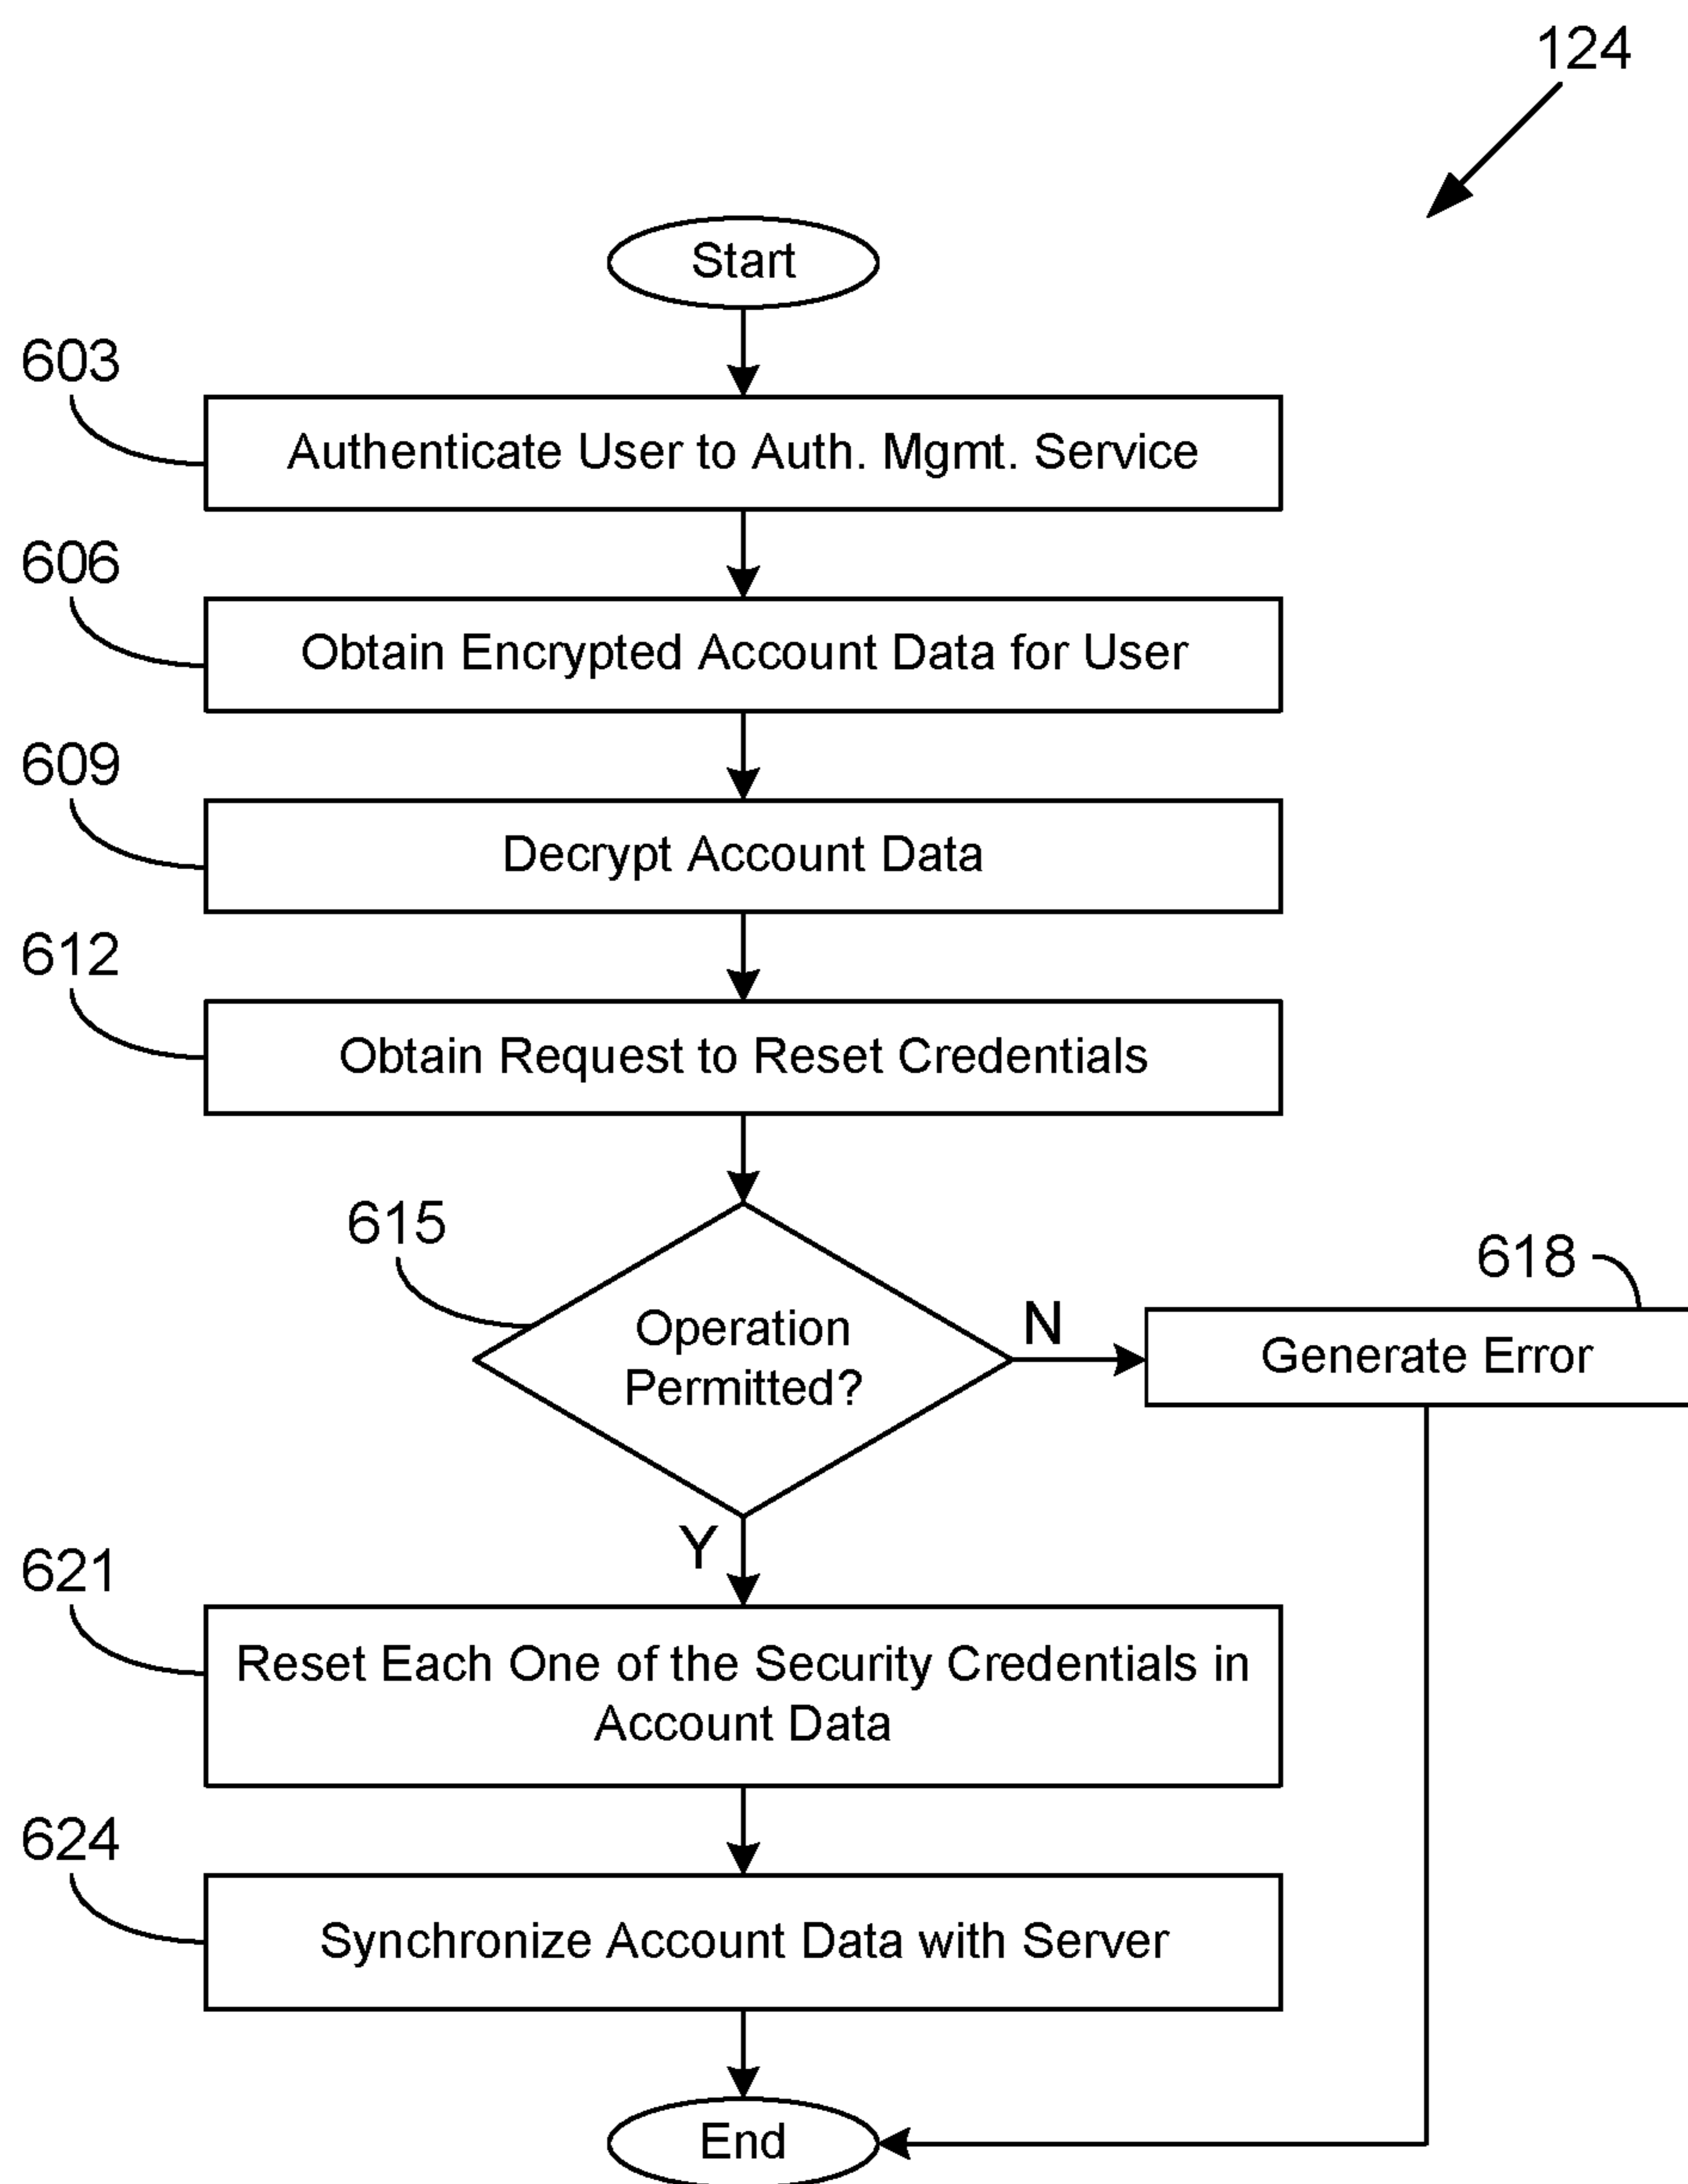 124
Start
603
Authenticate User to Auth. Mgmt. Service
606
Obtain Encrypted Account Data for User
609
Decrypt Account Data
612
Obtain Request to Reset Credentials
615
Operation
Permitted?
N
618
Generate Error
Y
621
Reset Each One of the Security Credentials in
Account Data
624
Synchronize Account Data with Server
End